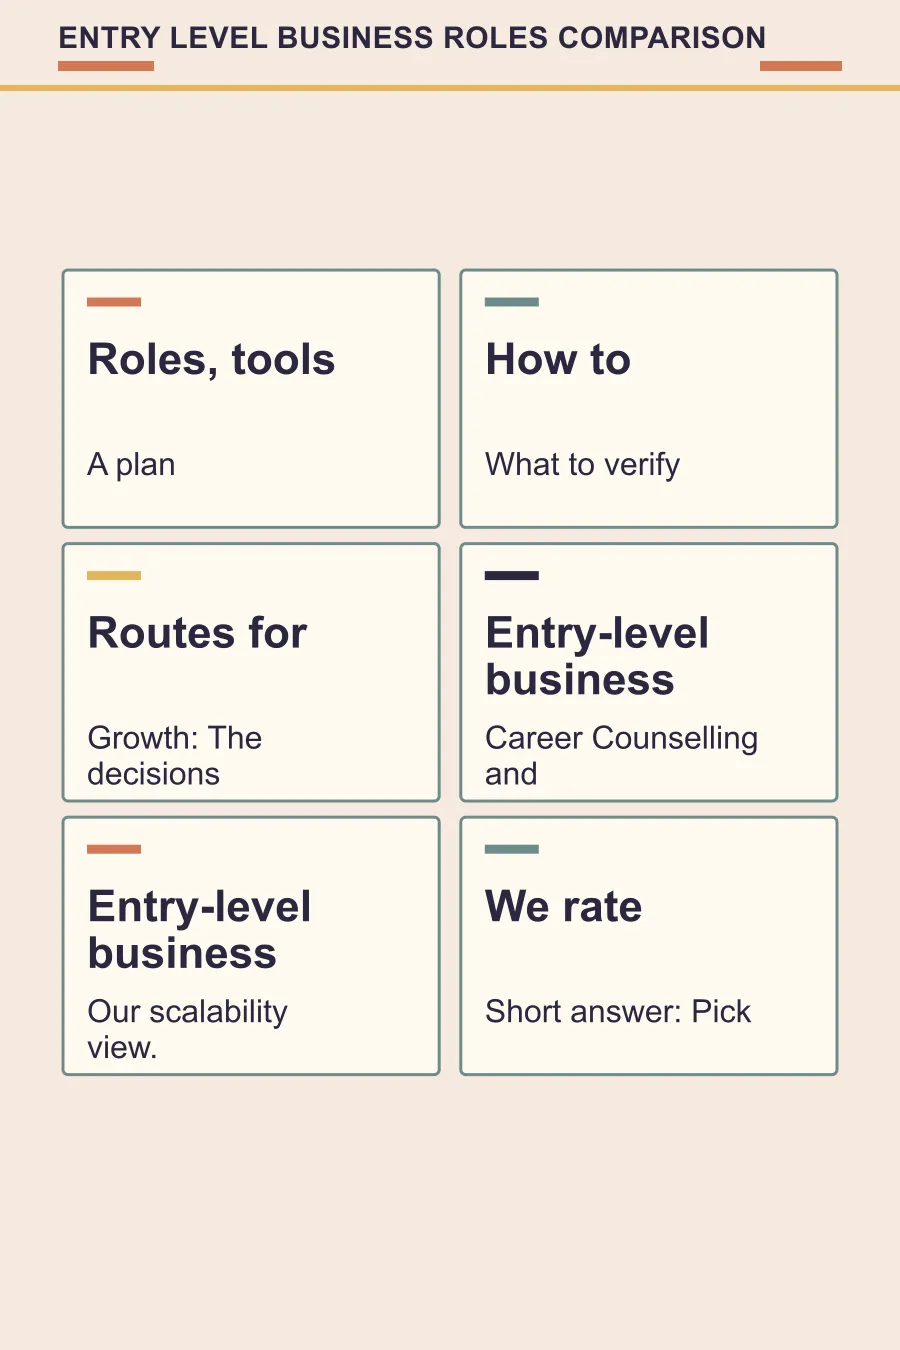 ENTRY LEVEL BUSINESS ROLES COMPARISON
Roles, tools
A plan
How to
What to verify
Routes for
Growth: The
decisions
Entry-level
business
Career Counselling
and
Entry-level
business
Our scalability
view.
We rate
Short answer: Pick